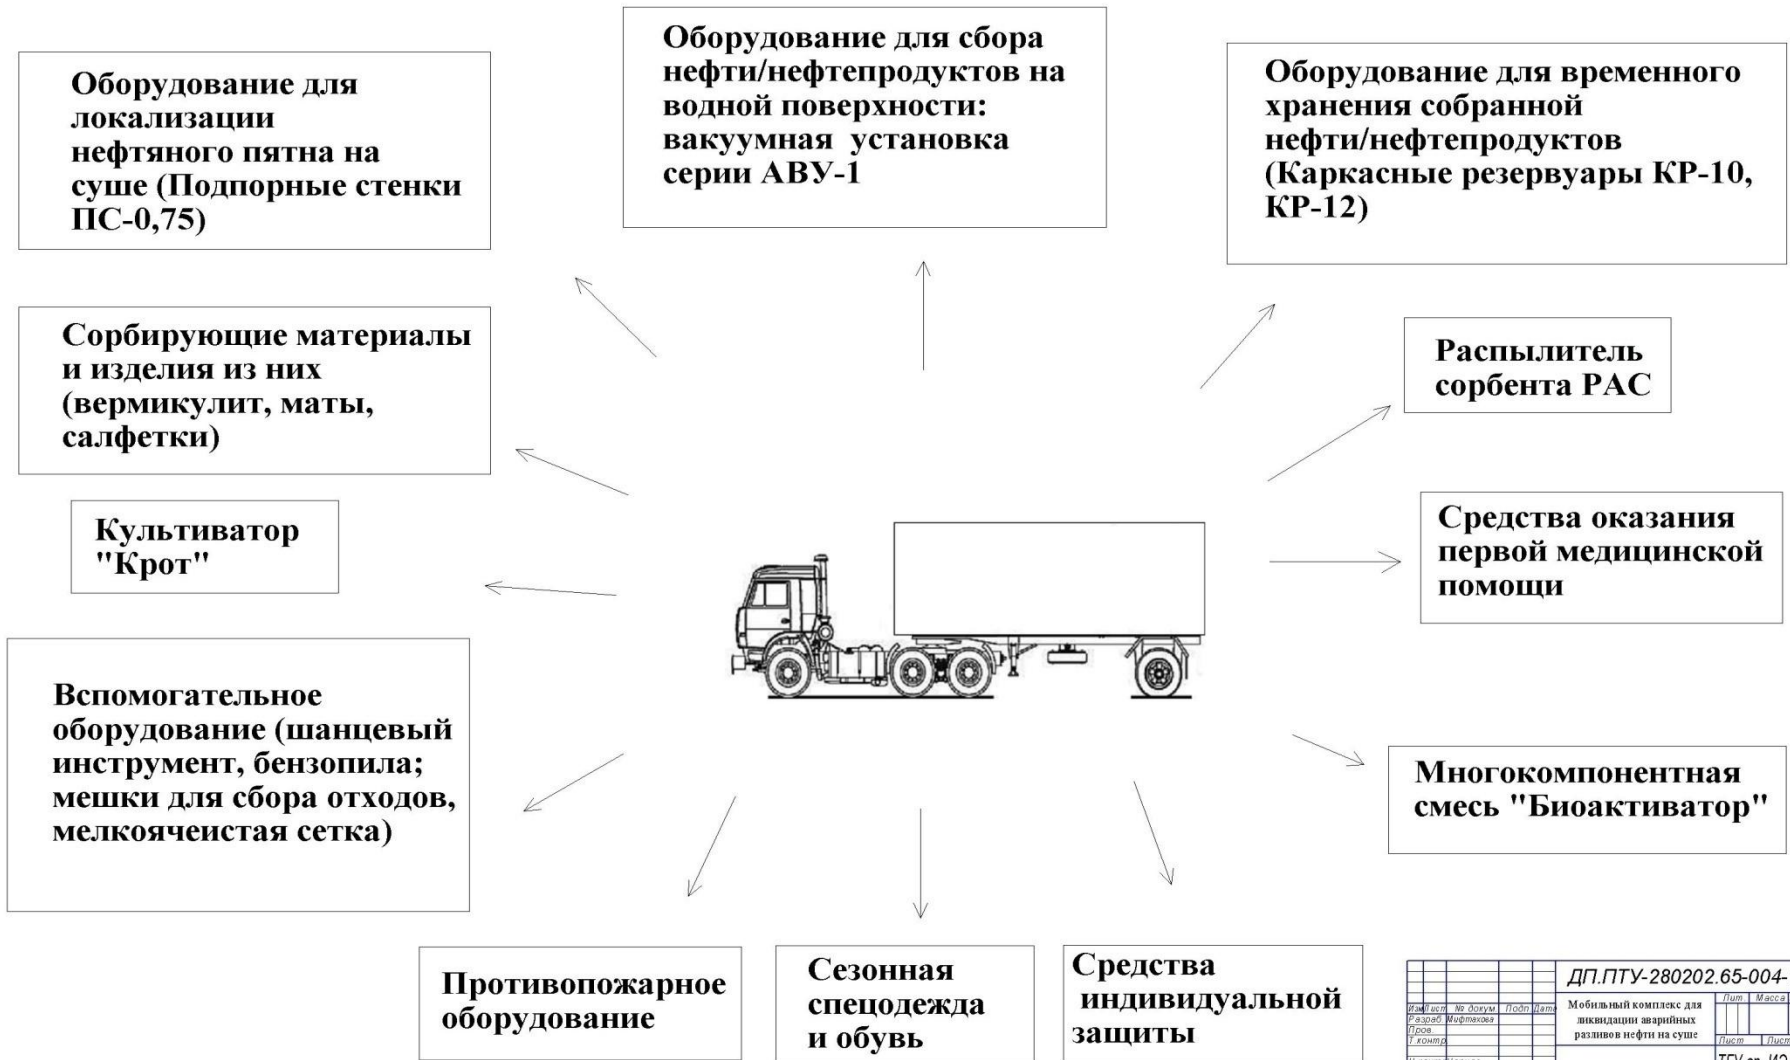 Оборудование для
локализации
нефтяного пятна на
суше (Подпорные стенки
ПС-0,75)
Оборудование для сбора
нефти/нефтепродуктов на
водной поверхности:
вакуумная установка
серии АВУ-1
Оборудование для временного
хранения собранной
нефти/нефтепродуктов
(Каркасные резервуары КР-10,
КР-12)
Сорбирующие материалы
и изделия из них
(вермикулит, маты,
салфетки)
Распылитель
сорбента РАС
Культиватор
"Крот"
Средства оказания
первой медицинской
помощи
Вспомогательное
оборудование (шанцевый
инструмент, бензопила;
мешки для сбора отходов,
мелкоячеистая сетка)
Многокомпонентная
смесь "Биоактиватор"
Противопожарное
оборудование
Сезонная
спецодежда
и обувь
Средства
индивидуальной
защиты
ДП.ПТУ-280202.65-004-
Мобильный комплекс для
ликвидации аварийных
разливов нефти на суше
Лит. Масса
Изм Лист № докум. Подп. Дата
Разраб. Мифтахова
Пров.
Т.контр.
Лист